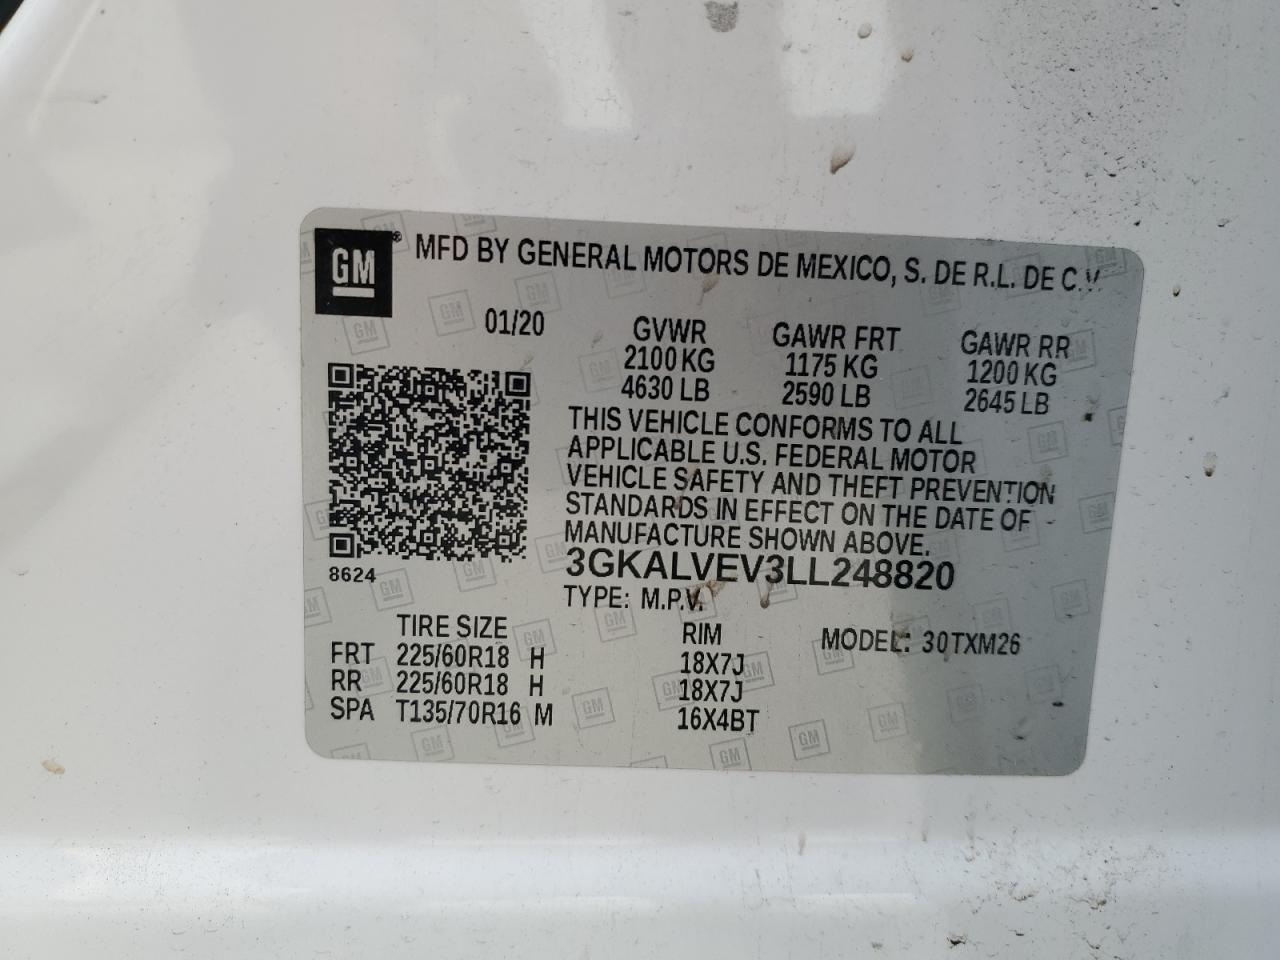 GM® MFD BY GENERAL MOTORS DE MEXICO, S. DE R.L. DE C.V.
01/20 GVWR GAWR FRT GAWR RR
2100 KG 1175 KG 1200 KG
4630 LB 2590 LB 2645 LB
THIS VEHICLE CONFORMS TO ALL
APPLICABLE U.S. FEDERAL MOTOR
VEHICLE SAFETY AND THEFT PREVENTION
STANDARDS IN EFFECT ON THE DATE OF
MANUFACTURE SHOWN ABOVE.
3GKALVEV3LL248820
8624
TYPE: M.P.V.
MODEL: 30TXM26
TIRE SIZE RIM
FRT 225/60R18 H 18X7J
RR 225/60R18 H 18X7J
SPA T135/70R16 M 16X4BT